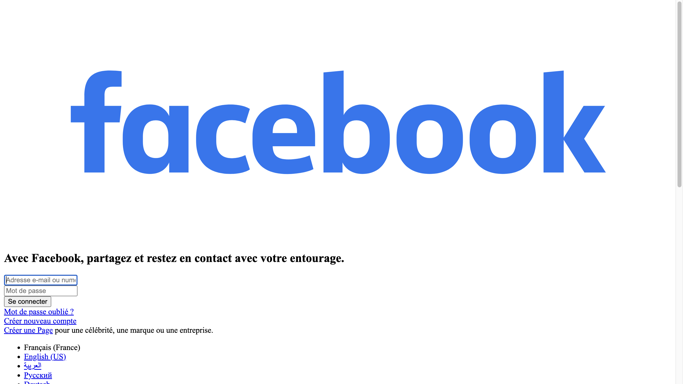 facebook
Avec Facebook, partagez et restez en contact avec votre entourage.
Adresse e-mail ou numé
Mot de passe
Se connecter
Mot de passe oublié ?
Créer nouveau compte
Créer une Page pour une célébrité, une marque ou une entreprise.
Français (France)
English (US)
العربية
Русский
Deutsch